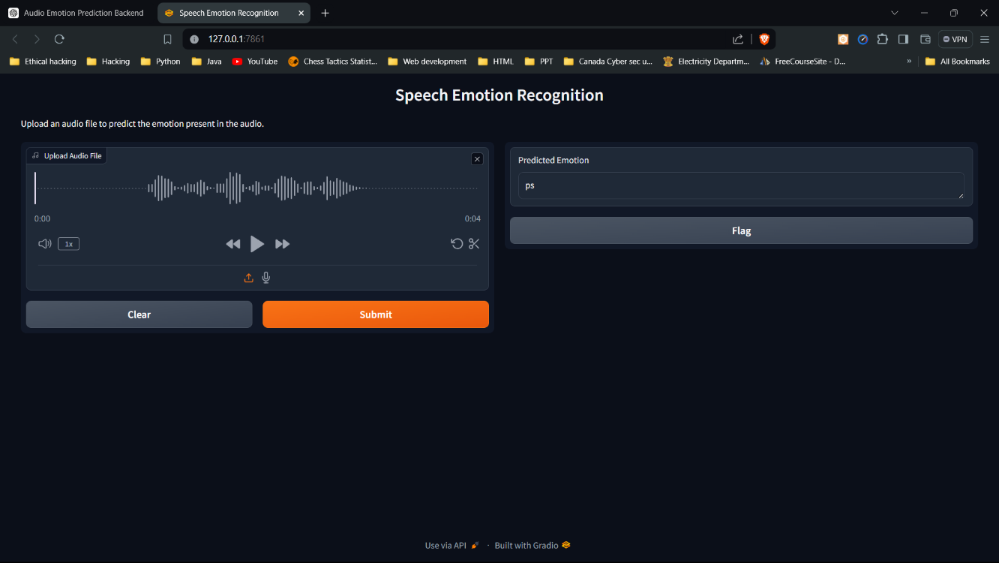 Audio Emotion Prediction Backend
Speech Emotion Recognition
127.0.0.1:7861
VPN
Ethical hacking
Hacking
Python
Java
YouTube
Chess Tactics Statist...
Web development
HTML
PPT
Canada Cyber sec u...
Electricity Departm...
FreeCourseSite - D...
»
All Bookmarks
Speech Emotion Recognition
Upload an audio file to predict the emotion present in the audio.
Upload Audio File
0:00
0:04
1x
Clear
Submit
Predicted Emotion
ps
Flag
Use via API · Built with Gradio